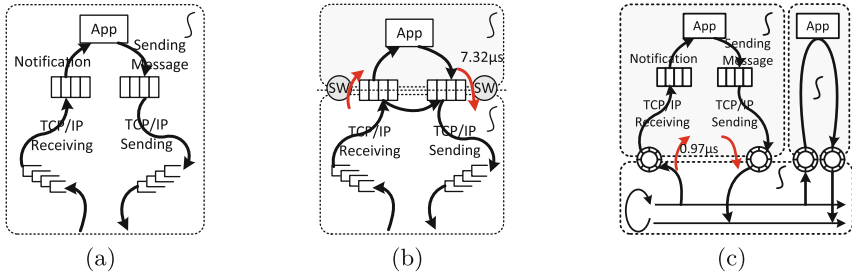 App
Notification
Sending
Message
TCP/IP
Receiving
TCP/IP
Sending
(a)
App
7.32μs
SW
SW
TCP/IP
Receiving
TCP/IP
Sending
(b)
App
Notification
Sending
Message
TCP/IP
Receiving
TCP/IP
Sending
0.97μs
App
(c)